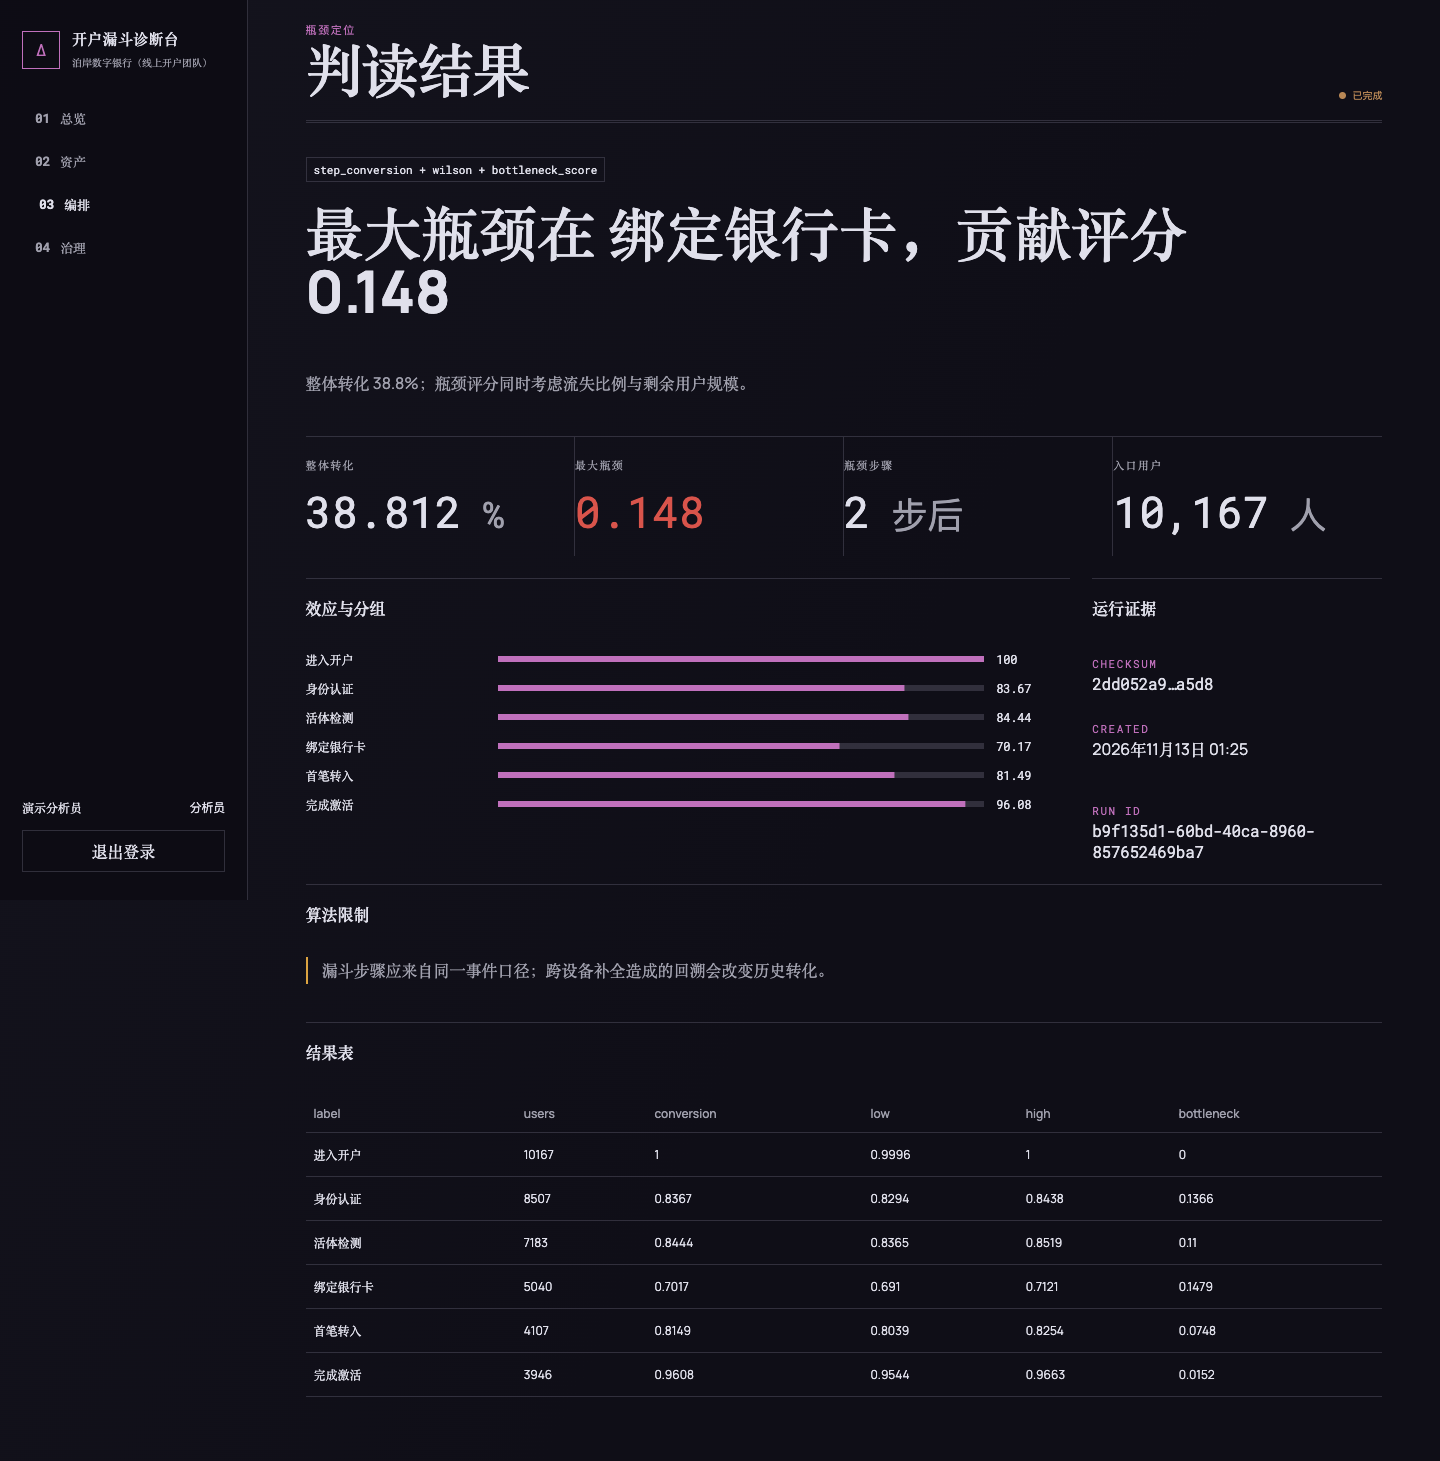 Δ
开户漏斗诊断台
泊岸数字银行（线上开户团队）
01 总览
02 资产
03 编排
04 治理
演示分析员 分析员
退出登录
瓶颈定位
判读结果
已完成
step_conversion + wilson + bottleneck_score
最大瓶颈在 绑定银行卡，贡献评分
0.148
整体转化 38.8%；瓶颈评分同时考虑流失比例与剩余用户规模。
整体转化 最大瓶颈 瓶颈步骤 入口用户
38.812 % 0.148 2 步后 10,167 人
效应与分组
进入开户 100
身份认证 83.67
活体检测 84.44
绑定银行卡 70.17
首笔转入 81.49
完成激活 96.08
运行证据
CHECKSUM
2dd052a9…a5d8
CREATED
2026年11月13日 01:25
RUN ID
b9f135d1-60bd-40ca-8960-
857652469ba7
算法限制
漏斗步骤应来自同一事件口径；跨设备补全造成的回溯会改变历史转化。
结果表
label users conversion low high bottleneck
进入开户 10167 1 0.9996 1 0
身份认证 8507 0.8367 0.8294 0.8438 0.1366
活体检测 7183 0.8444 0.8365 0.8519 0.11
绑定银行卡 5040 0.7017 0.691 0.7121 0.1479
首笔转入 4107 0.8149 0.8039 0.8254 0.0748
完成激活 3946 0.9608 0.9544 0.9663 0.0152